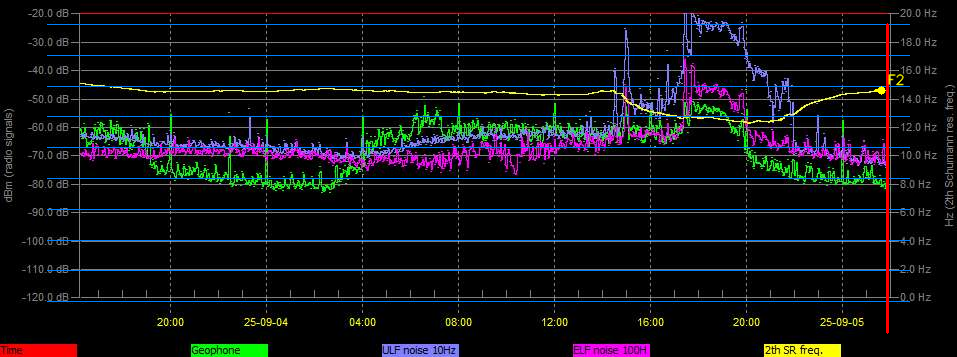 -20.0 dB 20.0 Hz
-30.0 dB 18.0 Hz
-40.0 dB 16.0 Hz
F2
-50.0 dB 14.0 Hz
-60.0 dB 12.0 Hz
-70.0 dB 10.0 Hz
-80.0 dB 8.0 Hz
-90.0 dB 6.0 Hz
-100.0 dB 4.0 Hz
-110.0 dB 2.0 Hz
-120.0 dB 0.0 Hz
dBm (radio signals)
Hz (2th Schumann res. freq.)
20:00 25-09-04 04:00 08:00 12:00 16:00 20:00 25-09-05
Time Geophone ULF noise 10Hz ELF noise 100H 2th SR freq.